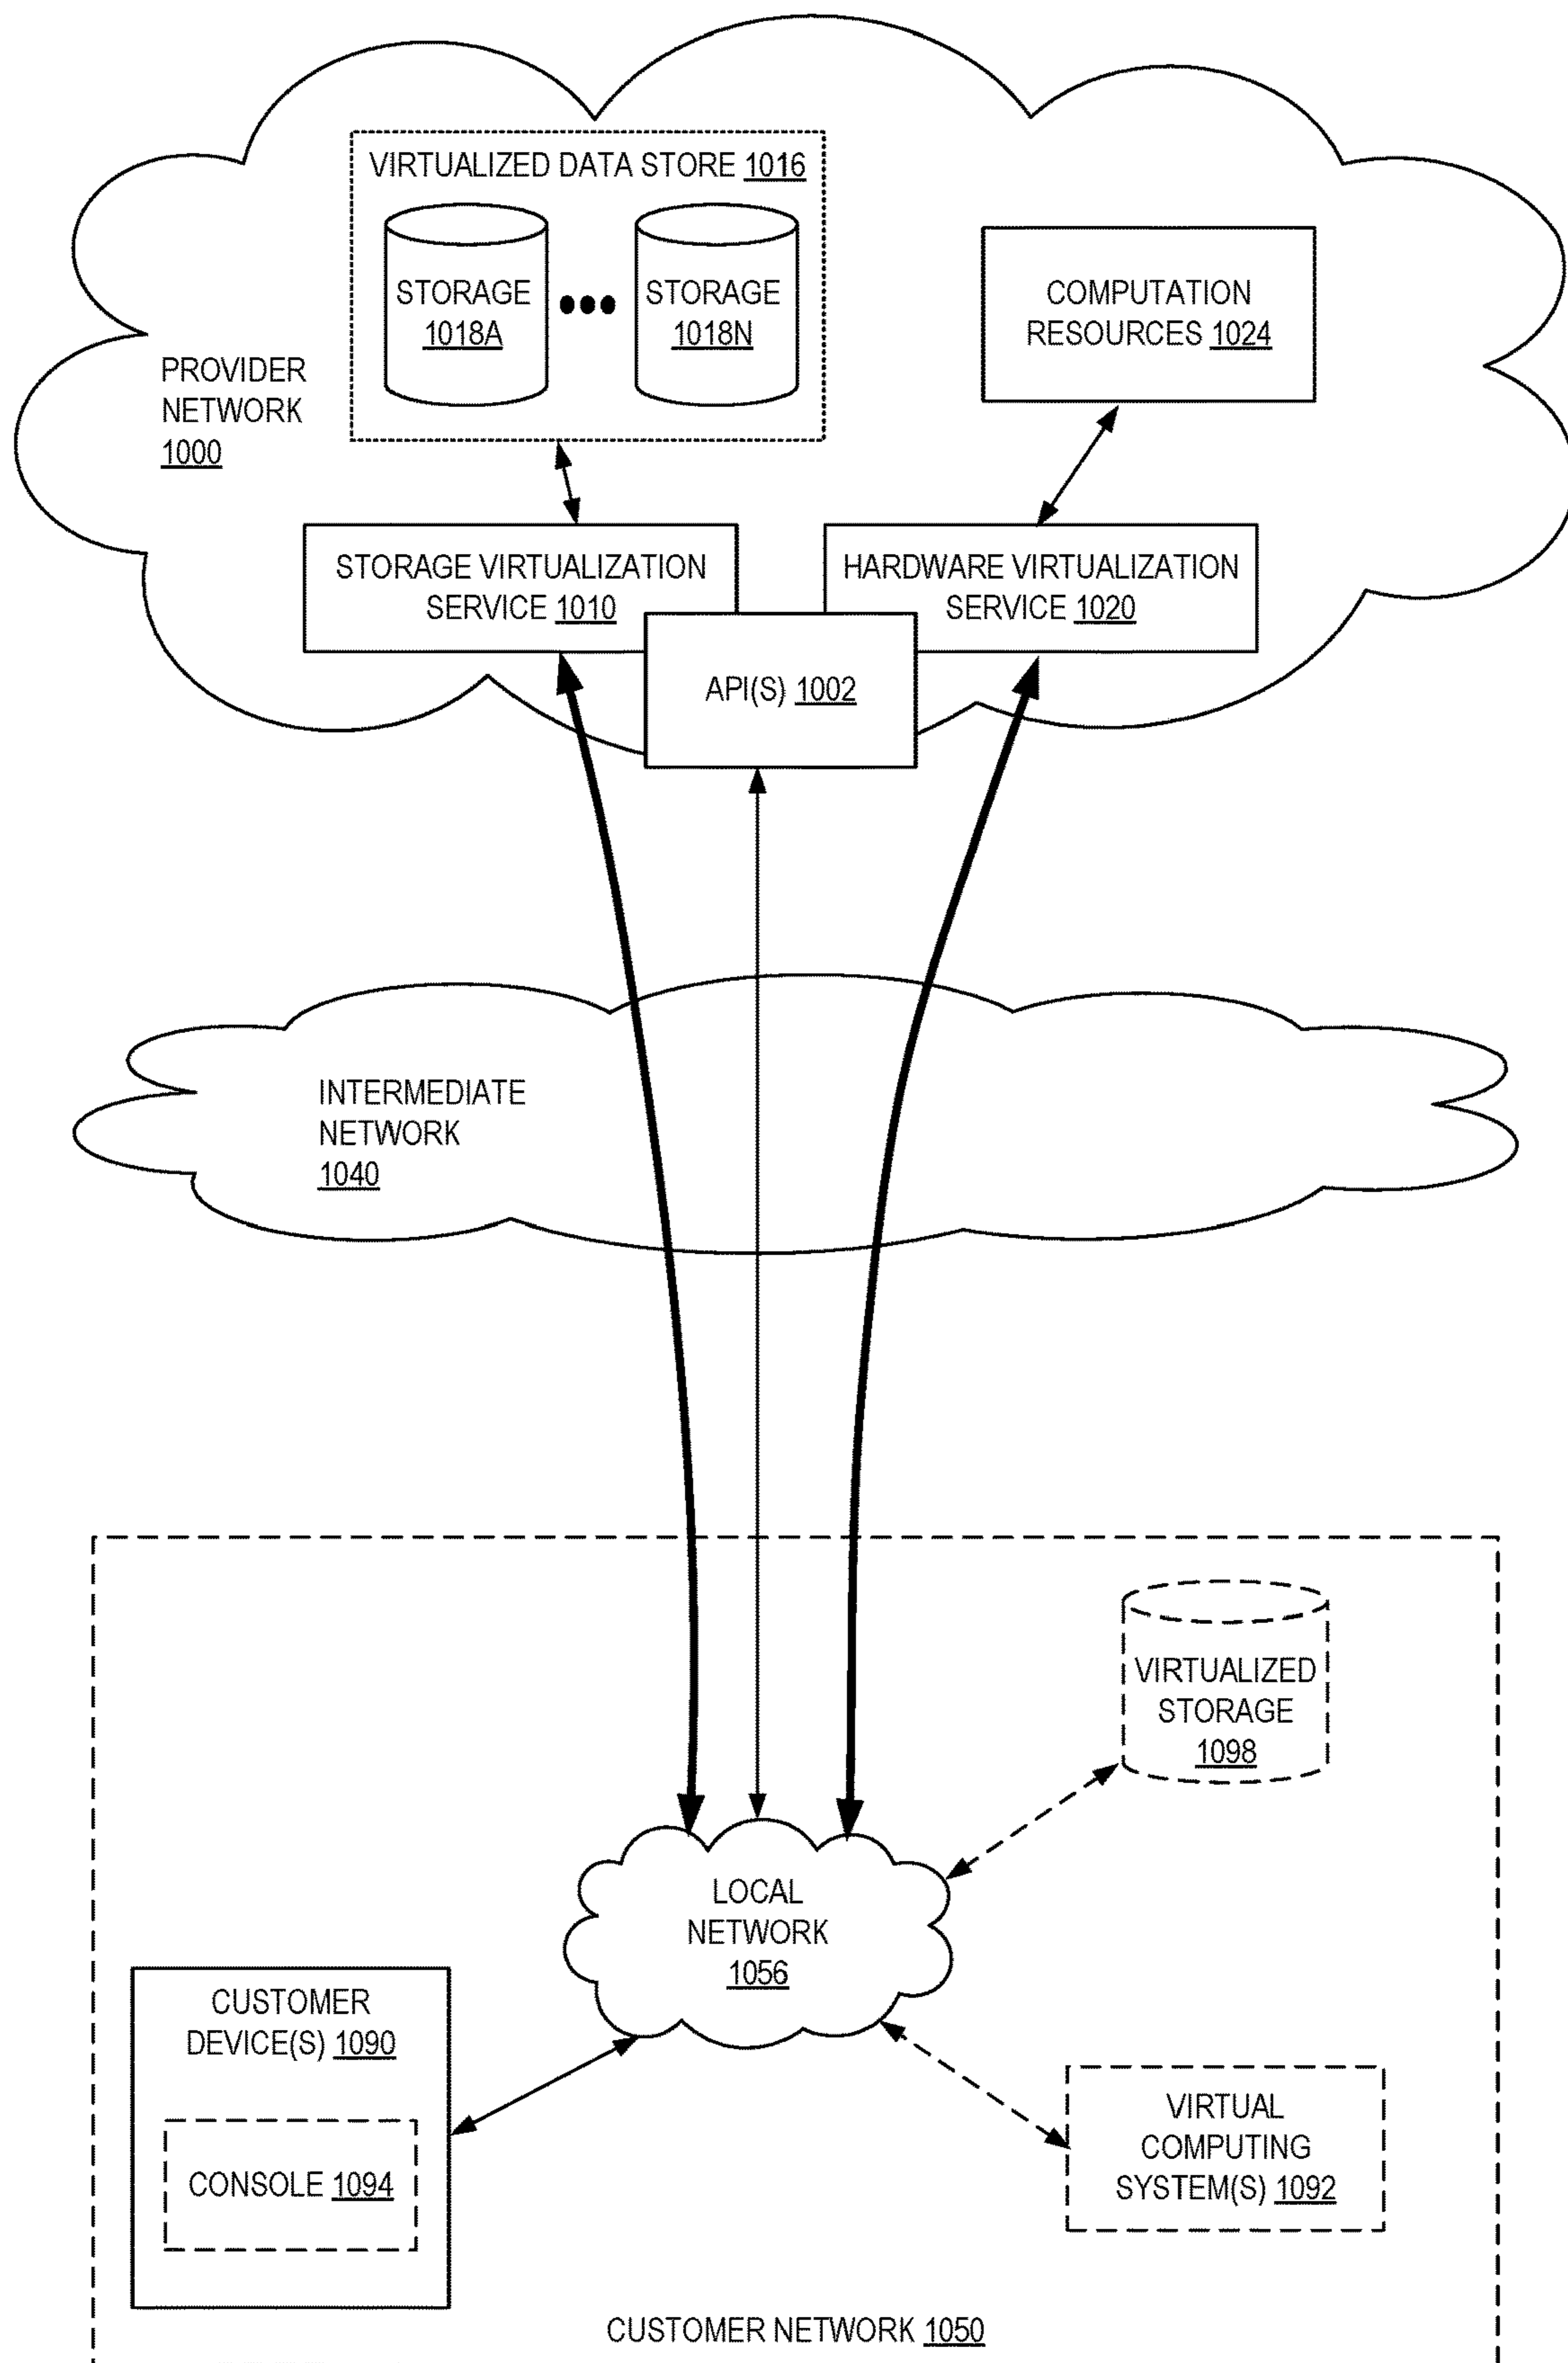 VIRTUALIZED DATA STORE 1016
STORAGE
1018A
STORAGE
1018N
COMPUTATION
RESOURCES 1024
PROVIDER
NETWORK
1000
STORAGE VIRTUALIZATION
SERVICE 1010
HARDWARE VIRTUALIZATION
SERVICE 1020
API(S) 1002
INTERMEDIATE
NETWORK
1040
VIRTUALIZED
STORAGE
1098
LOCAL
NETWORK
1056
CUSTOMER
DEVICE(S) 1090
CONSOLE 1094
VIRTUAL
COMPUTING
SYSTEM(S) 1092
CUSTOMER NETWORK 1050